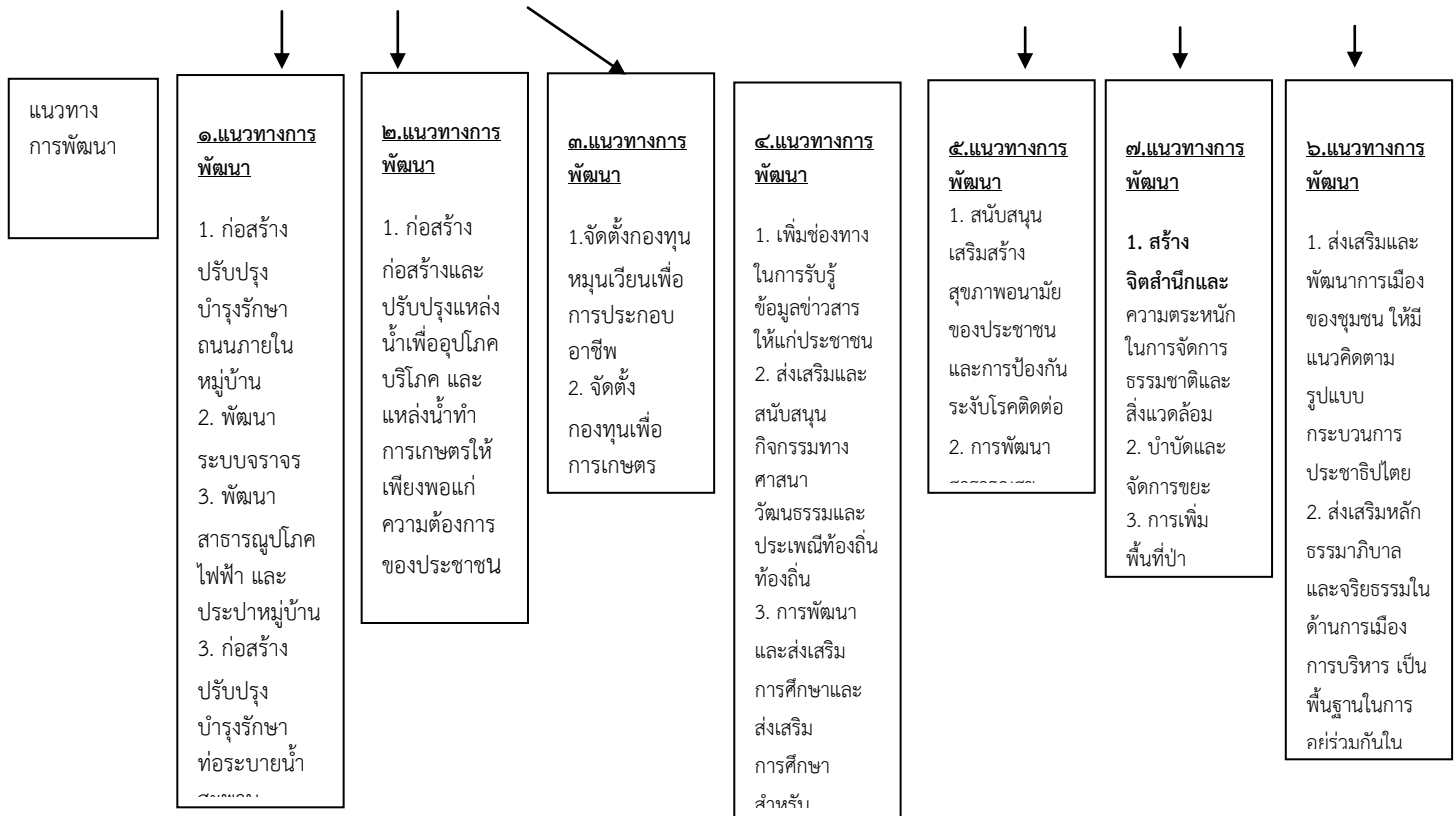 แนวทาง
การพัฒนา
๑.แนวทางการ
พัฒนา
1. ก่อสร้าง
ปรับปรุง
บำรุงรักษา
ถนนภายใน
หมู่บ้าน
2. พัฒนา
ระบบจราจร
3. พัฒนา
สาธารณูปโภค
ไฟฟ้า และ
ประปาหมู่บ้าน
3. ก่อสร้าง
ปรับปรุง
บำรุงรักษา
ท่อระบายน้ำ
๒.แนวทางการ
พัฒนา
1. ก่อสร้าง
ก่อสร้างและ
ปรับปรุงแหล่ง
น้ำเพื่ออุปโภค
บริโภค และ
แหล่งน้ำทำ
การเกษตรให้
เพียงพอแก่
ความต้องการ
ของประชาชน
๓.แนวทางการ
พัฒนา
1.จัดตั้งกองทุน
หมุนเวียนเพื่อ
การประกอบ
อาชีพ
2. จัดตั้ง
กองทุนเพื่อ
การเกษตร
๔.แนวทางการ
พัฒนา
1. เพิ่มช่องทาง
ในการรับรู้
ข้อมูลข่าวสาร
ให้แก่ประชาชน
2. ส่งเสริมและ
สนับสนุน
กิจกรรมทาง
ศาสนา
วัฒนธรรมและ
ประเพณีท้องถิ่น
ท้องถิ่น
3. การพัฒนา
และส่งเสริม
การศึกษาและ
ส่งเสริม
การศึกษา
สำหรับ
๕.แนวทางการ
พัฒนา
1. สนับสนุน
เสริมสร้าง
สุขภาพอนามัย
ของประชาชน
และการป้องกัน
ระงับโรคติดต่อ
2. การพัฒนา
๗.แนวทางการ
พัฒนา
1. สร้าง
จิตสำนึกและ
ความตระหนัก
ในการจัดการ
ธรรมชาติและ
สิ่งแวดล้อม
2. บำบัดและ
จัดการขยะ
3. การเพิ่ม
พื้นที่ป่า
๖.แนวทางการ
พัฒนา
1. ส่งเสริมและ
พัฒนาการเมือง
ของชุมชน ให้มี
แนวคิดตาม
รูปแบบ
กระบวนการ
ประชาธิปไตย
2. ส่งเสริมหลัก
ธรรมาภิบาล
และจริยธรรมใน
ด้านการเมือง
การบริหาร เป็น
พื้นฐานในการ
อยู่ร่วมกันใน